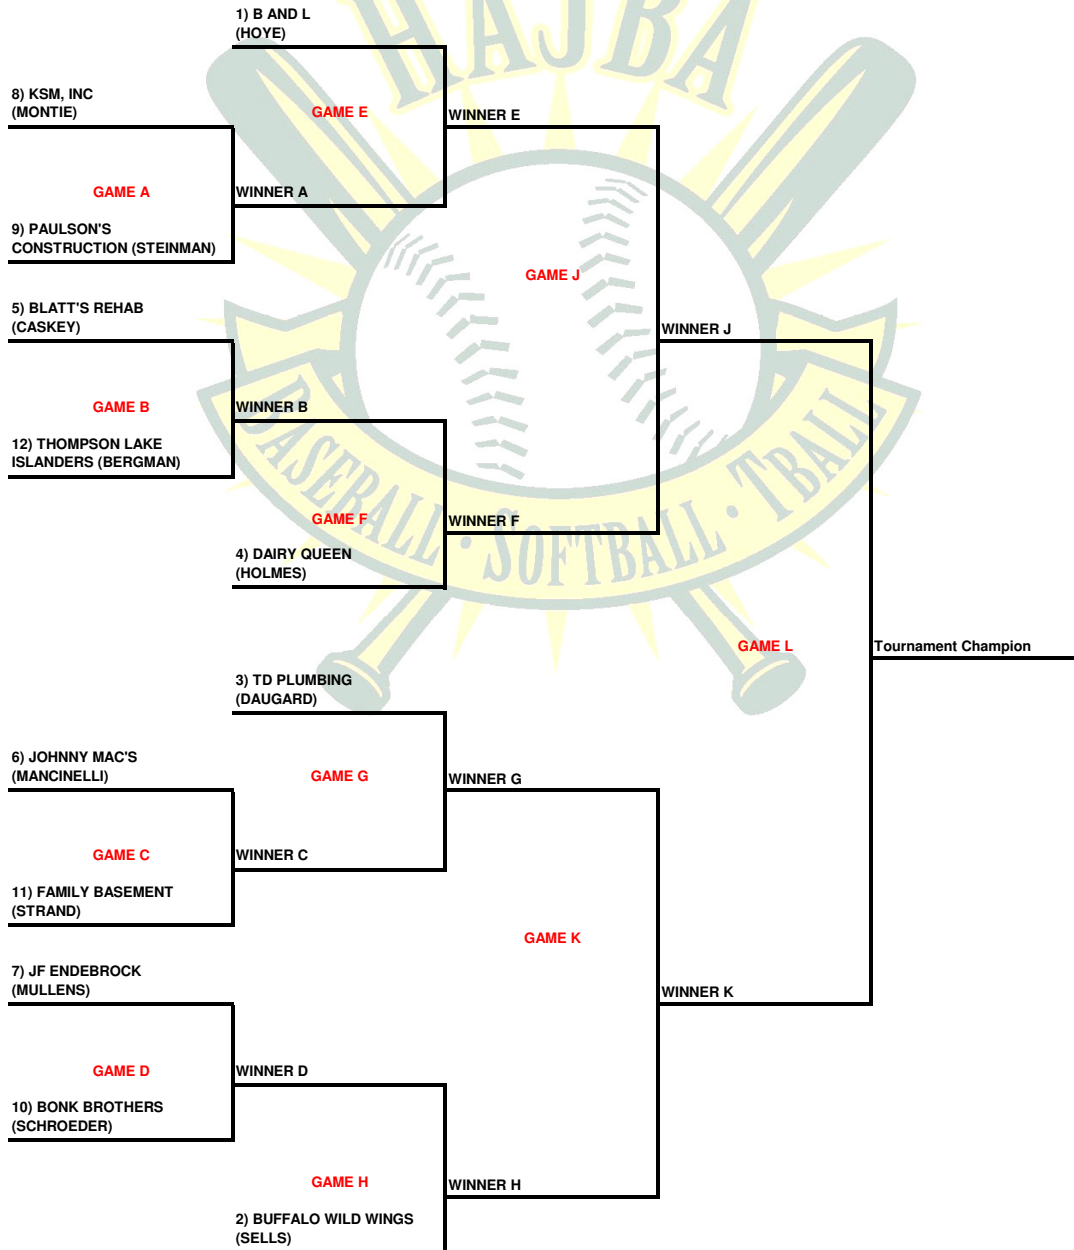 HAJBA
1) B AND L
(HOYE)
8) KSM, INC
(MONTIE)
GAME E
WINNER E
GAME A
WINNER A
9) PAULSON'S
CONSTRUCTION (STEINMAN)
GAME J
5) BLATT'S REHAB
(CASKEY)
WINNER J
GAME B
WINNER B
12) THOMPSON LAKE
ISLANDERS (BERGMAN)
BASEBALL · SOFTBALL · TBALL
GAME F
WINNER F
4) DAIRY QUEEN
(HOLMES)
GAME L
Tournament Champion
3) TD PLUMBING
(DAUGARD)
6) JOHNNY MAC'S
(MANCINELLI)
GAME G
WINNER G
GAME C
WINNER C
11) FAMILY BASEMENT
(STRAND)
GAME K
7) JF ENDEBROCK
(MULLENS)
WINNER K
GAME D
WINNER D
10) BONK BROTHERS
(SCHROEDER)
GAME H
WINNER H
2) BUFFALO WILD WINGS
(SELLS)